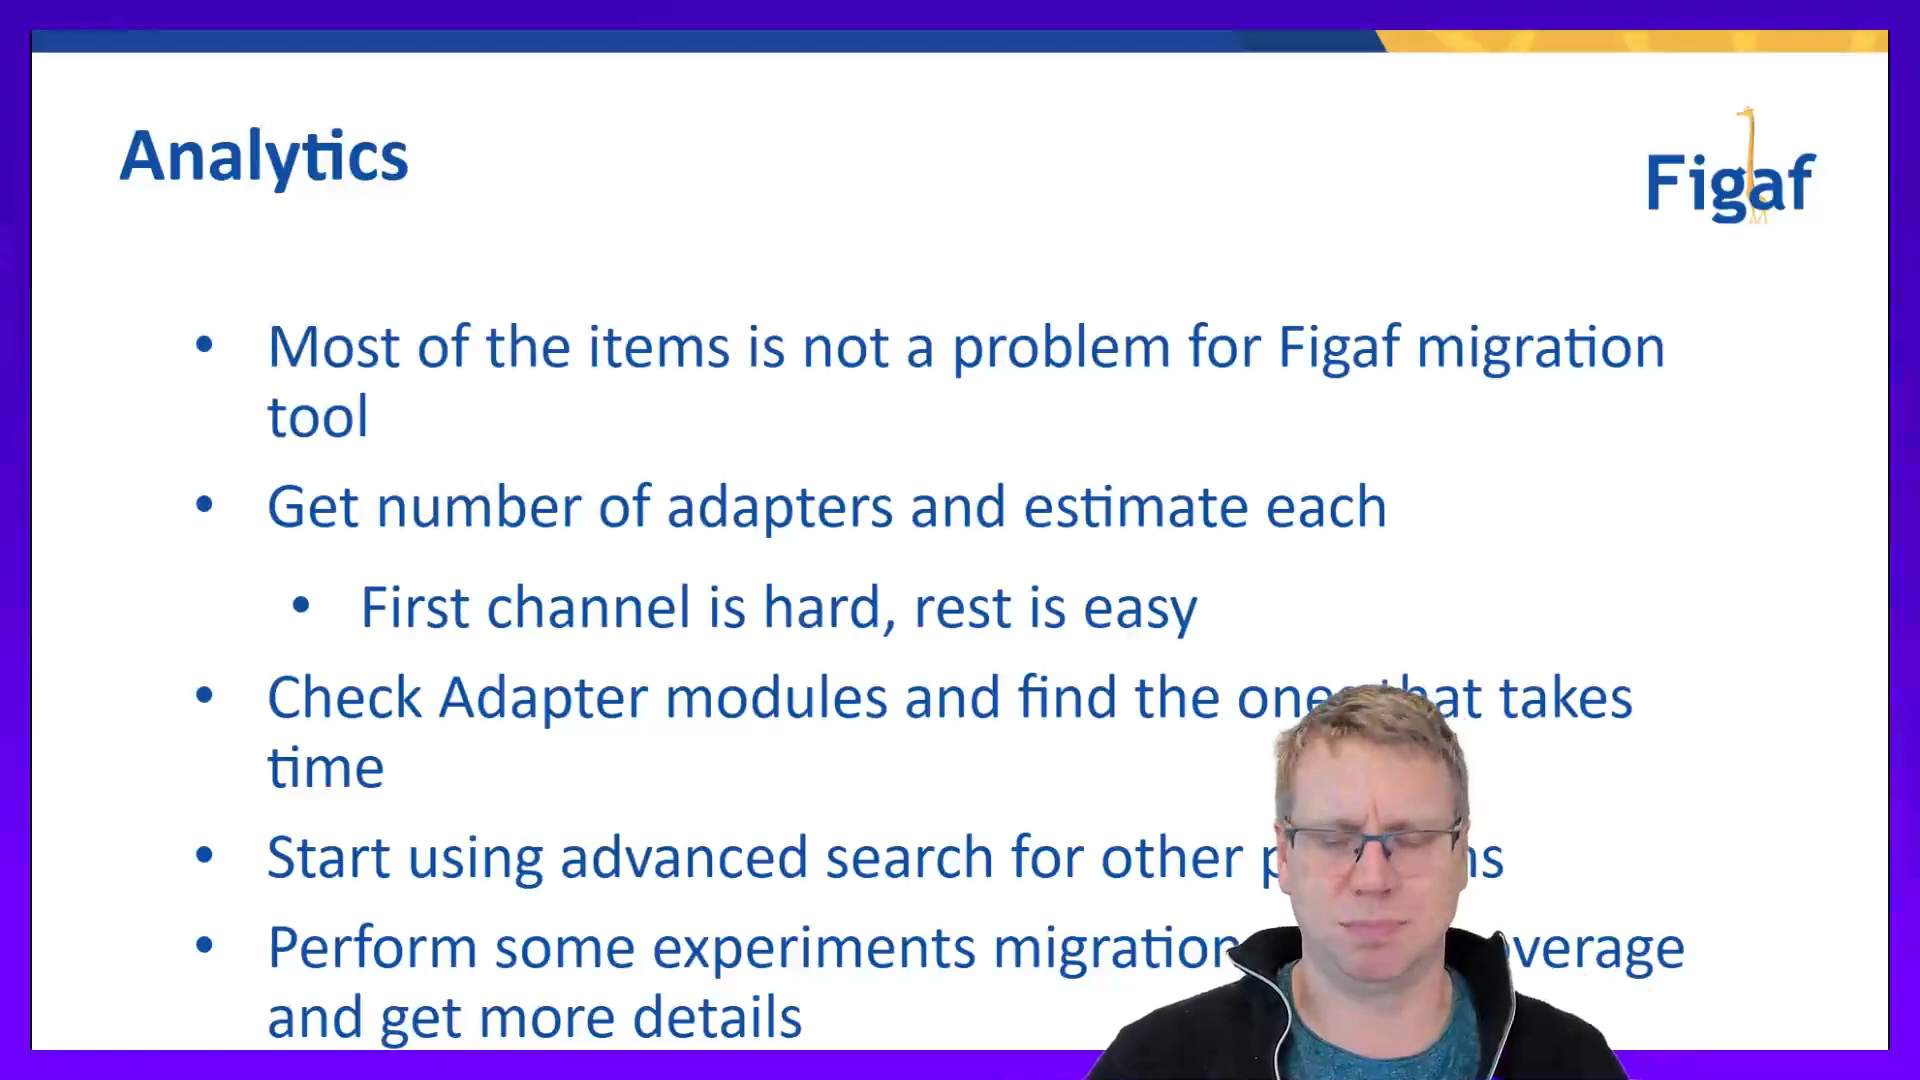 Analytics
Figaf
• Most of the items is not a problem for Figaf migration
tool
• Get number of adapters and estimate each
• First channel is hard, rest is easy
• Check Adapter modules and find the ones that takes
time
• Start using advanced search for other
• Perform some experiments migration
and get more details